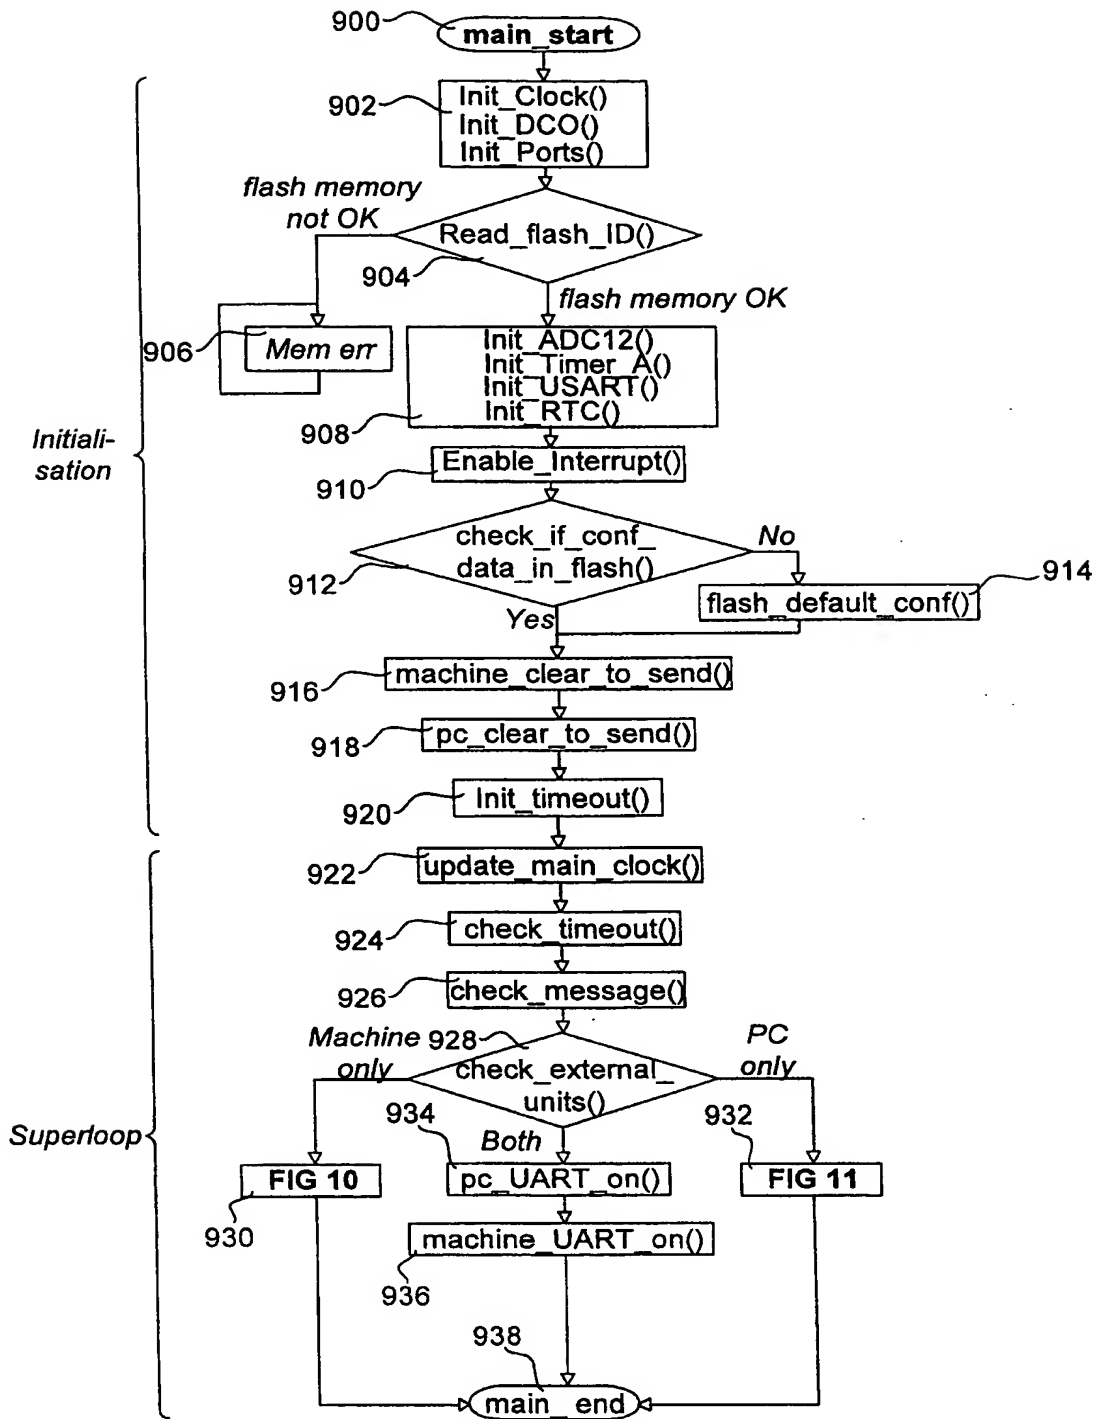 900
main_start
902
Init_Clock()
Init_DCO()
Init_Ports()
flash memory
not OK
Read_flash_ID()
904
flash memory OK
906
Mem err
Init_ADC12()
Init_Timer_A()
Init_USART()
Init_RTC()
908
Initiali-
sation
Enable_Interrupt()
910
check_if_conf_
data_in_flash()
912
No
914
flash_default_conf()
Yes
machine_clear_to_send()
916
pc_clear_to_send()
918
Init_timeout()
920
update_main_clock()
922
check_timeout()
924
check_message()
926
Machine
only
928
check_external_
units()
PC
only
Superloop
934
Both
932
FIG 10
930
pc_UART_on()
FIG 11
machine_UART_on()
936
938
main_end